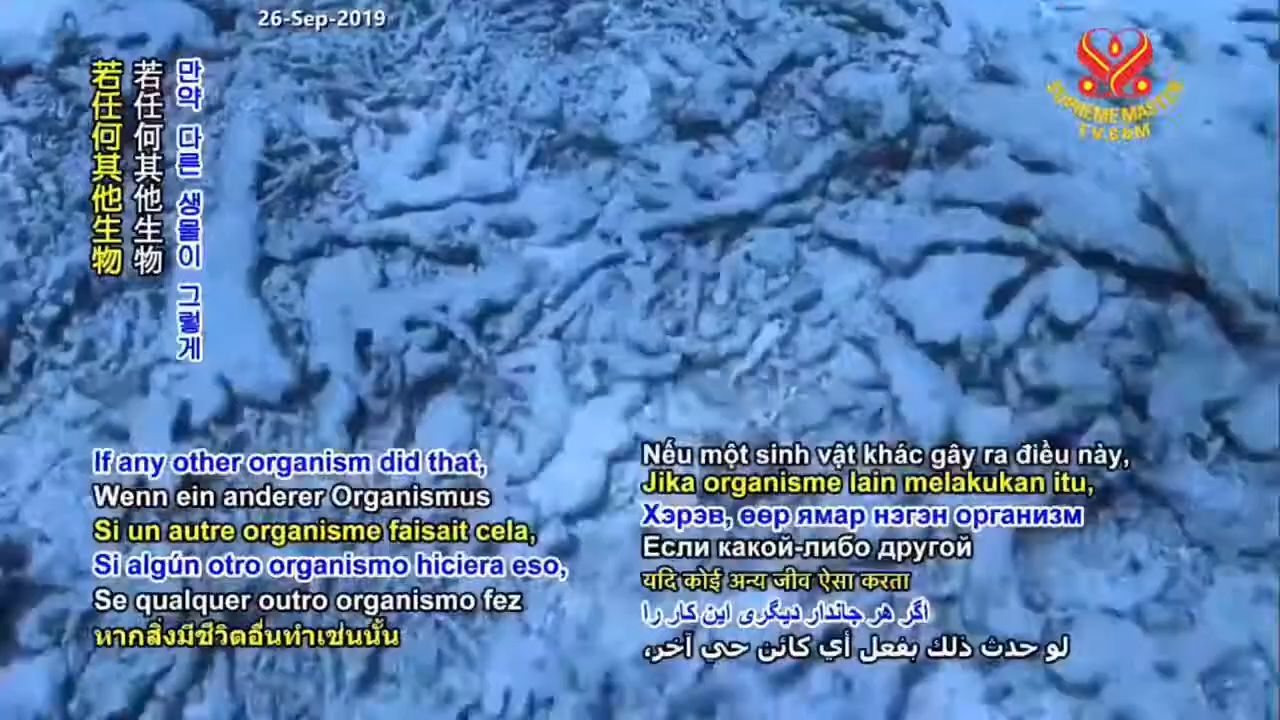 26-Sep-2019
SUPREME MASTER
TV.COM
若任何其他生物
若任何其他生物
만약 다른 생물이 그렇게
If any other organism did that,
Wenn ein anderer Organismus
Si un autre organisme faisait cela,
Si algún otro organismo hiciera eso,
Se qualquer outro organismo fez
หากสิ่งมีชีวิตอื่นทำเช่นนั้น
Nếu một sinh vật khác gây ra điều này,
Jika organisme lain melakukan itu,
Хэрэв, өөр ямар нэгэн организм
Если какой-либо другой
यदि कोई अन्य जीव ऐसा करता
اگر هر جاندار دیگری این کار را
لو حدث ذلك بفعل أي كائن حي آخر،